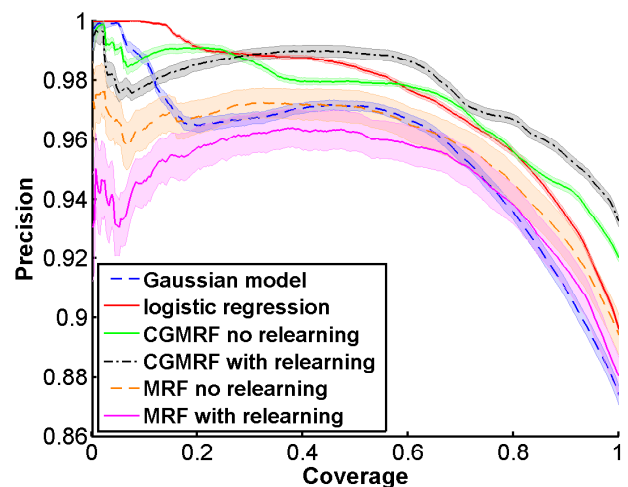 1
0.98
0.96
0.94
0.92
0.9
0.88
0.86
Precision
Gaussian model
logistic regression
CGMRF no relearning
CGMRF with relearning
MRF no relearning
MRF with relearning
0 0.2 0.4 0.6 0.8 1
Coverage